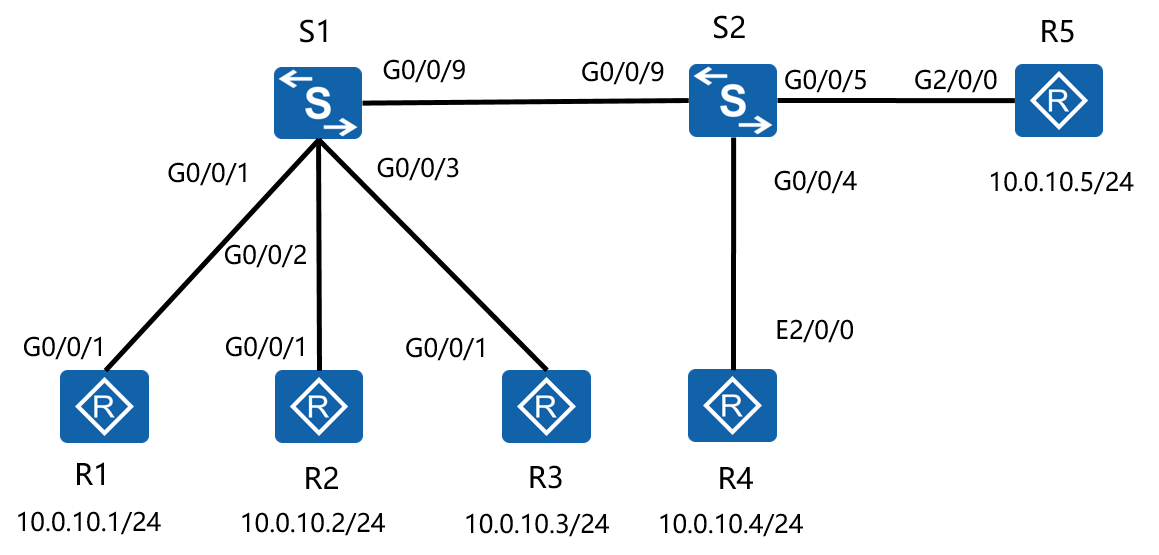 S1
S2
R5
G0/0/9
G0/0/9
G0/0/5
G2/0/0
S
S
R
G0/0/1
G0/0/3
G0/0/4
10.0.10.5/24
G0/0/2
E2/0/0
G0/0/1
G0/0/1
G0/0/1
R
R
R
R
R1
R2
R3
R4
10.0.10.1/24
10.0.10.2/24
10.0.10.3/24
10.0.10.4/24